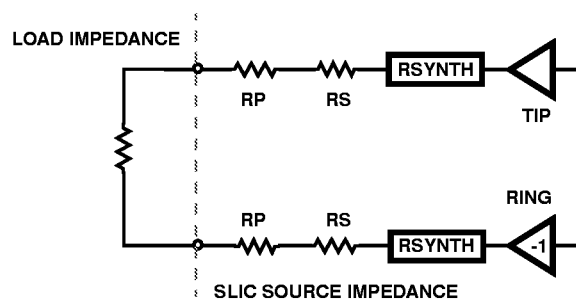 LOAD IMPEDANCE
RSYNTH
RP
RS
TIP
RING
RP
RS
RSYNTH
-1
SLIC SOURCE IMPEDANCE